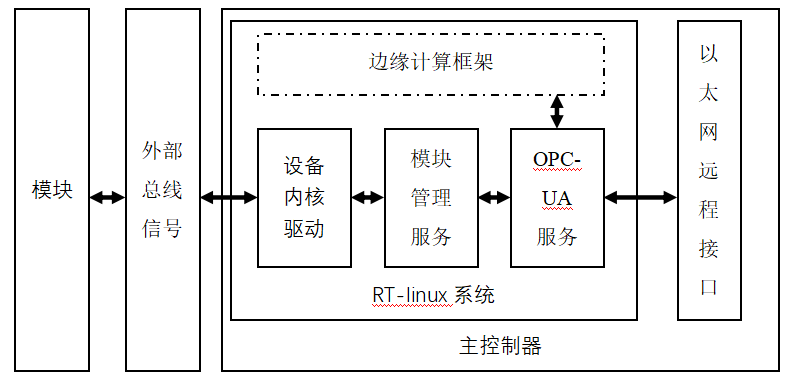 边缘计算框架
模块
外部
总线
信号
设备
内核
驱动
模块
管理
服务
OPC-
UA
服务
以
太
网
远
程
接
口
RT-linux 系统
主控制器